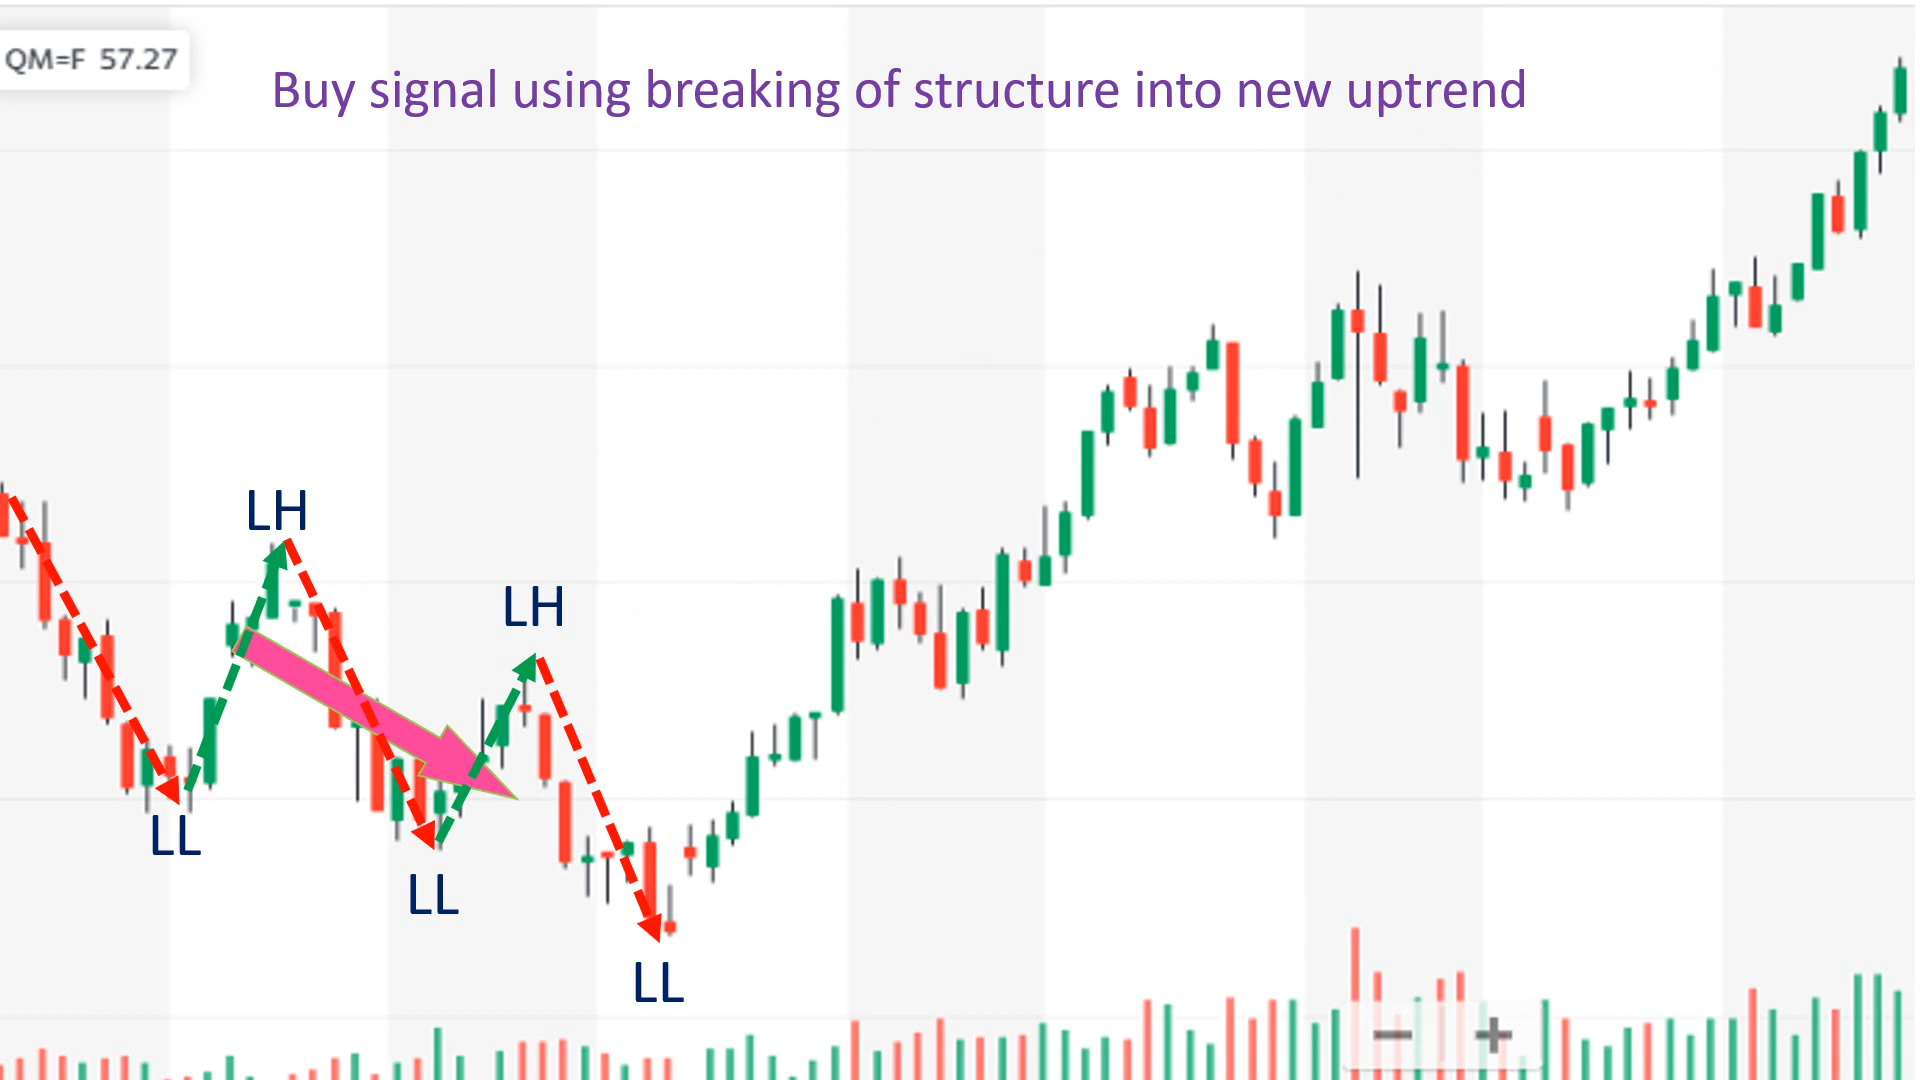 QM=F 57.27
Buy signal using breaking of structure into new uptrend
LH
LH
LL
LL
LL